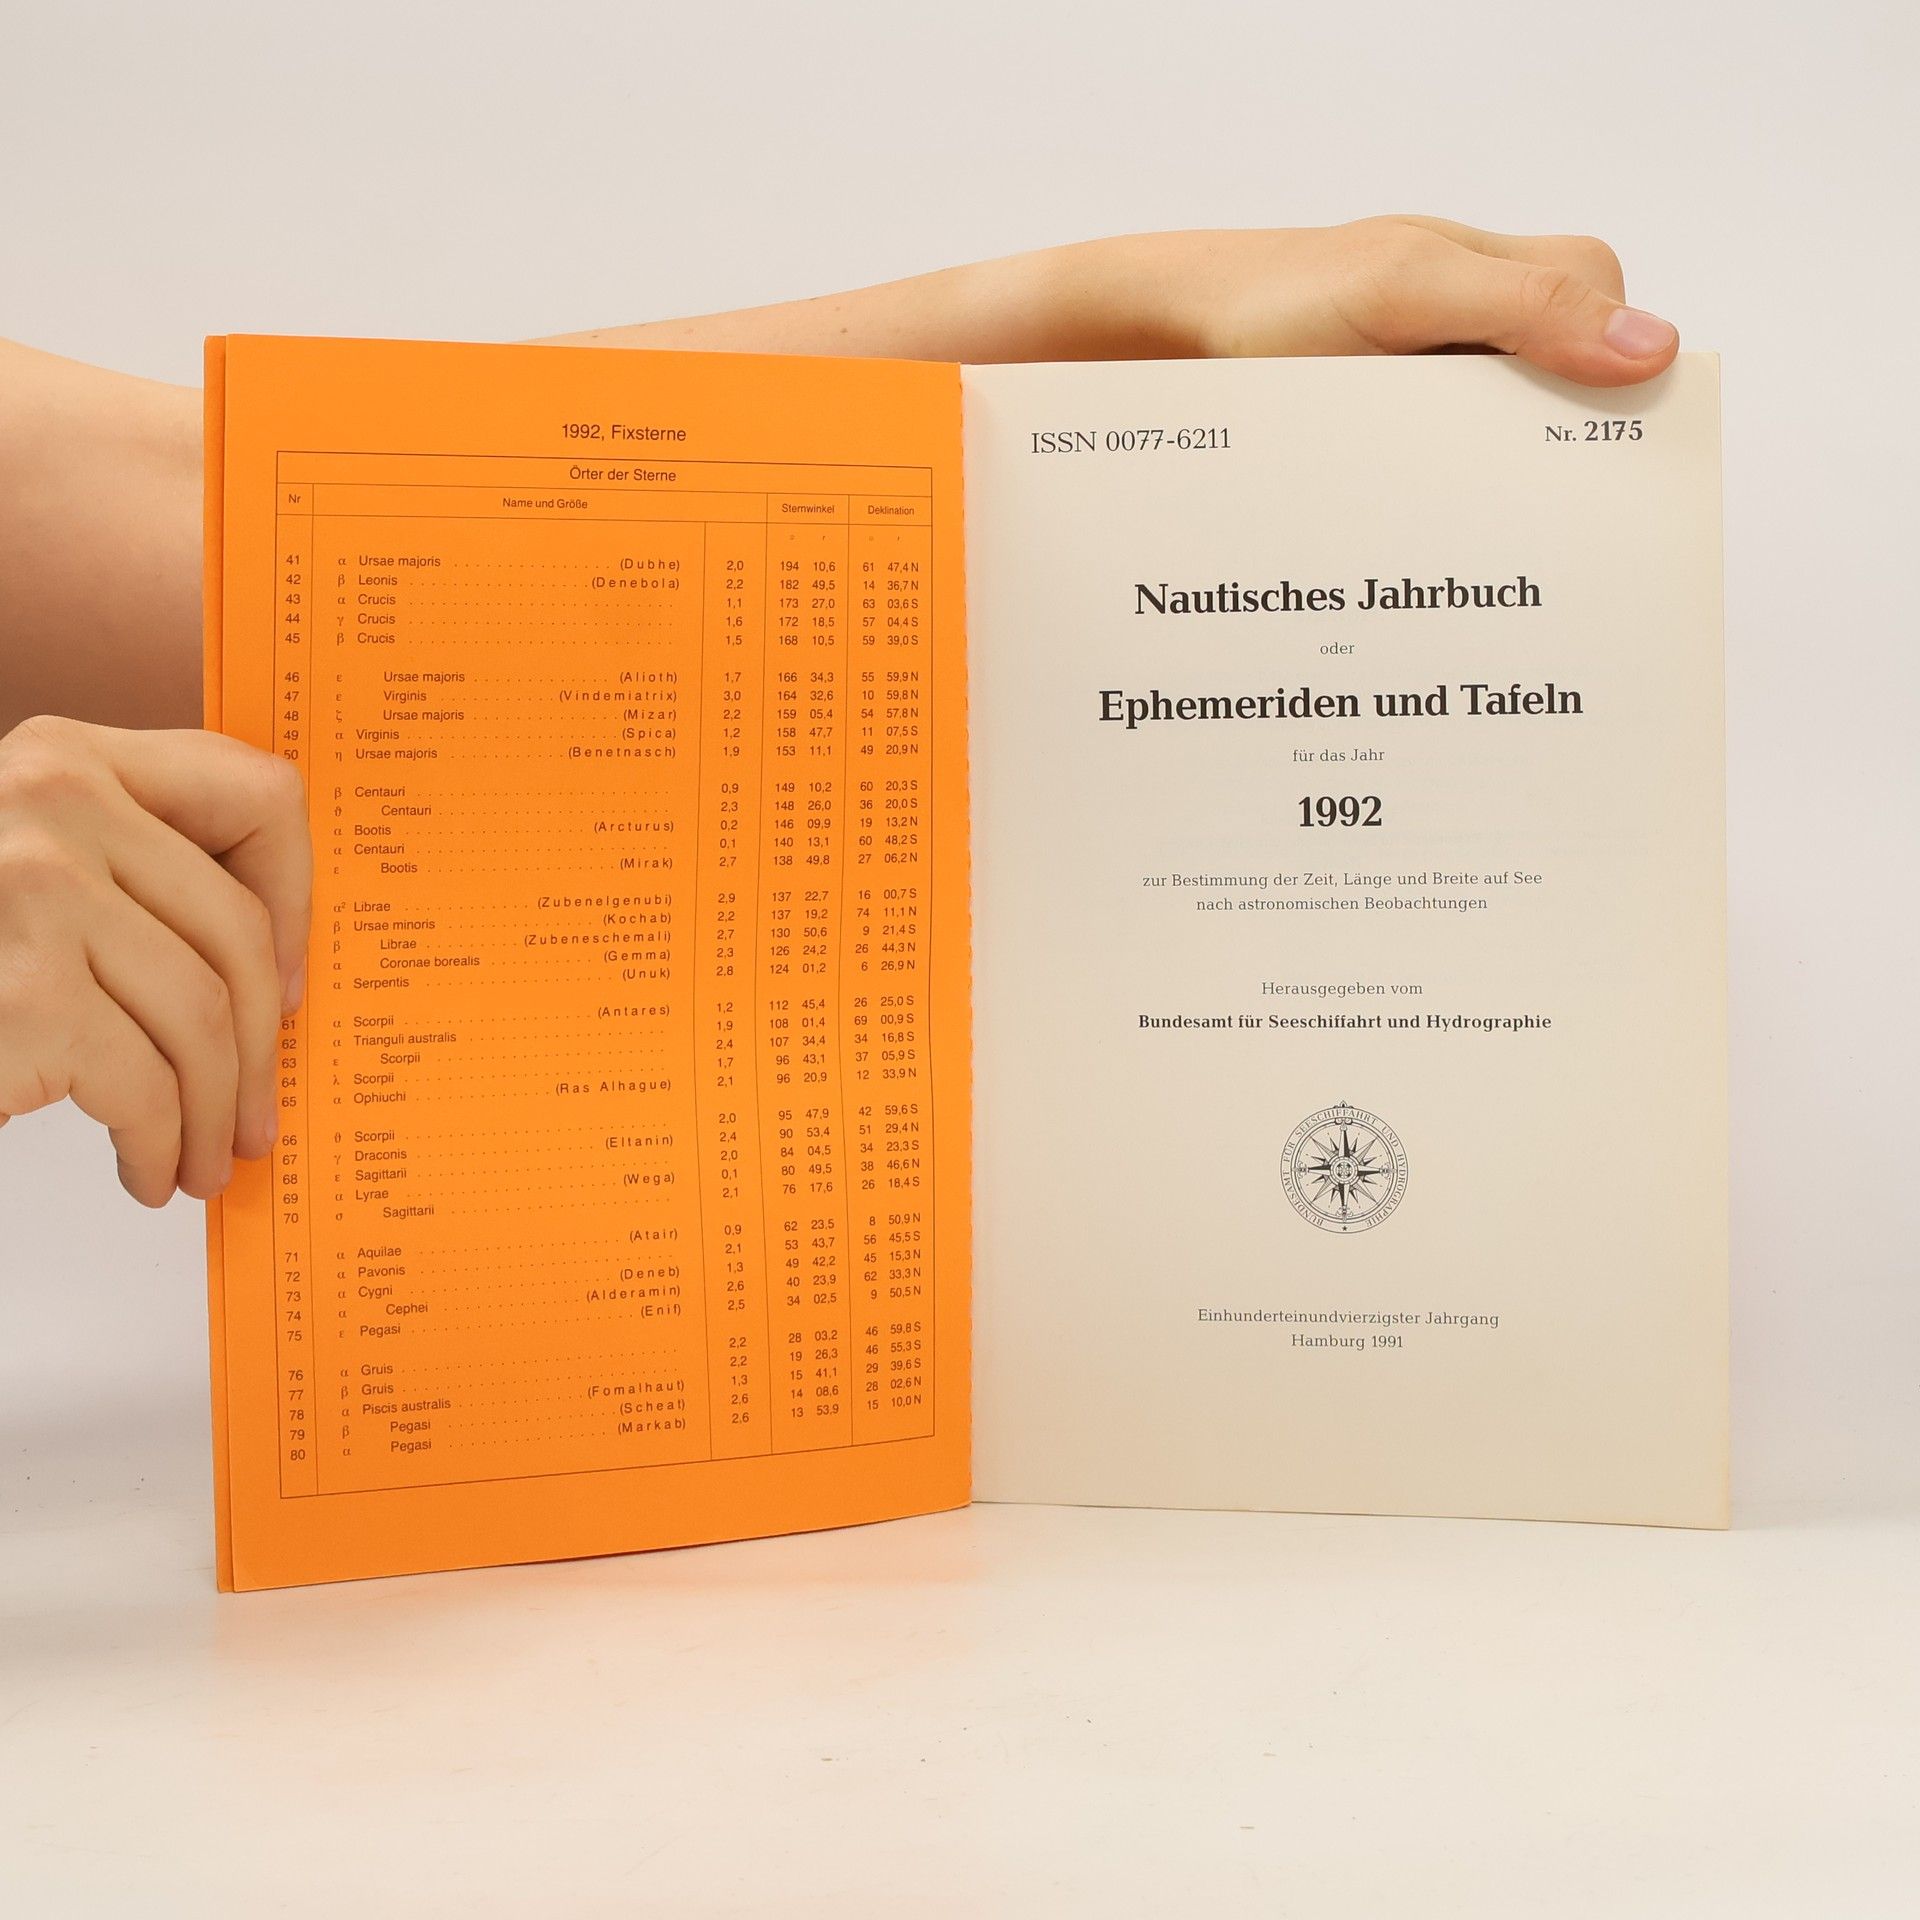 1992, Fixsterne
Örter der Sterne
Nr Name und Größe Sternwinkel Deklination
° ′ ° ′
41 α Ursae majoris (Dubhe) 2,0 194 10,6 61 47,4 N
42 β Leonis (Denebola) 2,2 182 49,5 14 36,7 N
43 α Crucis 1,1 173 27,0 63 03,6 S
44 γ Crucis 1,6 172 18,5 57 04,4 S
45 β Crucis 1,5 168 10,5 59 39,0 S
46 ε Ursae majoris (Alioth) 1,7 166 34,3 55 59,9 N
47 ε Virginis (Vindemiatrix) 3,0 164 32,6 10 59,8 N
48 ζ Ursae majoris (Mizar) 2,2 159 05,4 54 57,8 N
49 α Virginis (Spica) 1,2 158 47,7 11 07,5 S
50 η Ursae majoris (Benetnasch) 1,9 153 11,1 49 20,9 N
β Centauri 0,9 149 10,2 60 20,3 S
ϑ Centauri 2,3 148 26,0 36 20,0 S
α Bootis (Arcturus) 0,2 146 09,9 19 13,2 N
α Centauri 0,1 140 13,1 60 48,2 S
ε Bootis (Mirak) 2,7 138 49,8 27 06,2 N
α² Librae (Zubenelgenubi) 2,9 137 22,7 16 00,7 S
β Ursae minoris (Kochab) 2,2 137 19,2 74 11,1 N
β Librae (Zubeneschemali) 2,7 130 50,6 9 21,4 S
α Coronae borealis (Gemma) 2,3 126 24,2 26 44,3 N
α Serpentis (Unuk) 2,8 124 01,2 6 26,9 N
61 α Scorpii (Antares) 1,2 112 45,4 26 25,0 S
62 α Trianguli australis 1,9 108 01,4 69 00,9 S
63 ε Scorpii 2,4 107 34,4 34 16,8 S
64 λ Scorpii 1,7 96 43,1 37 05,9 S
65 α Ophiuchi (Ras Alhague) 2,1 96 20,9 12 33,9 N
66 ϑ Scorpii 2,0 95 47,9 42 59,6 S
67 γ Draconis (Eltanin) 2,4 90 53,4 51 29,4 N
68 ε Sagittarii 2,0 84 04,5 34 23,3 S
69 α Lyrae (Wega) 0,1 80 49,5 38 46,6 N
70 σ Sagittarii 2,1 76 17,6 26 18,4 S
71 α Aquilae (Atair) 0,9 62 23,5 8 50,9 N
72 α Pavonis 2,1 53 43,7 56 45,5 S
73 α Cygni (Deneb) 1,3 49 42,2 45 15,3 N
74 α Cephei (Alderamin) 2,6 40 23,9 62 33,3 N
75 ε Pegasi (Enif) 2,5 34 02,5 9 50,5 N
76 α Gruis 2,2 28 03,2 46 59,8 S
77 β Gruis 2,2 19 26,3 46 55,3 S
78 α Piscis australis (Fomalhaut) 1,3 15 41,1 29 39,6 S
79 β Pegasi (Scheat) 2,6 14 08,6 28 02,6 N
80 α Pegasi (Markab) 2,6 13 53,9 15 10,0 N
ISSN 0077-6211
Nr. 2175
Nautisches Jahrbuch
oder
Ephemeriden und Tafeln
für das Jahr
1992
zur Bestimmung der Zeit, Länge und Breite auf See
nach astronomischen Beobachtungen
Herausgegeben vom
Bundesamt für Seeschiffahrt und Hydrographie
BUNDESAMT FÜR SEESCHIFFAHRT UND HYDROGRAPHIE
Einhunderteinundvierzigster Jahrgang
Hamburg 1991